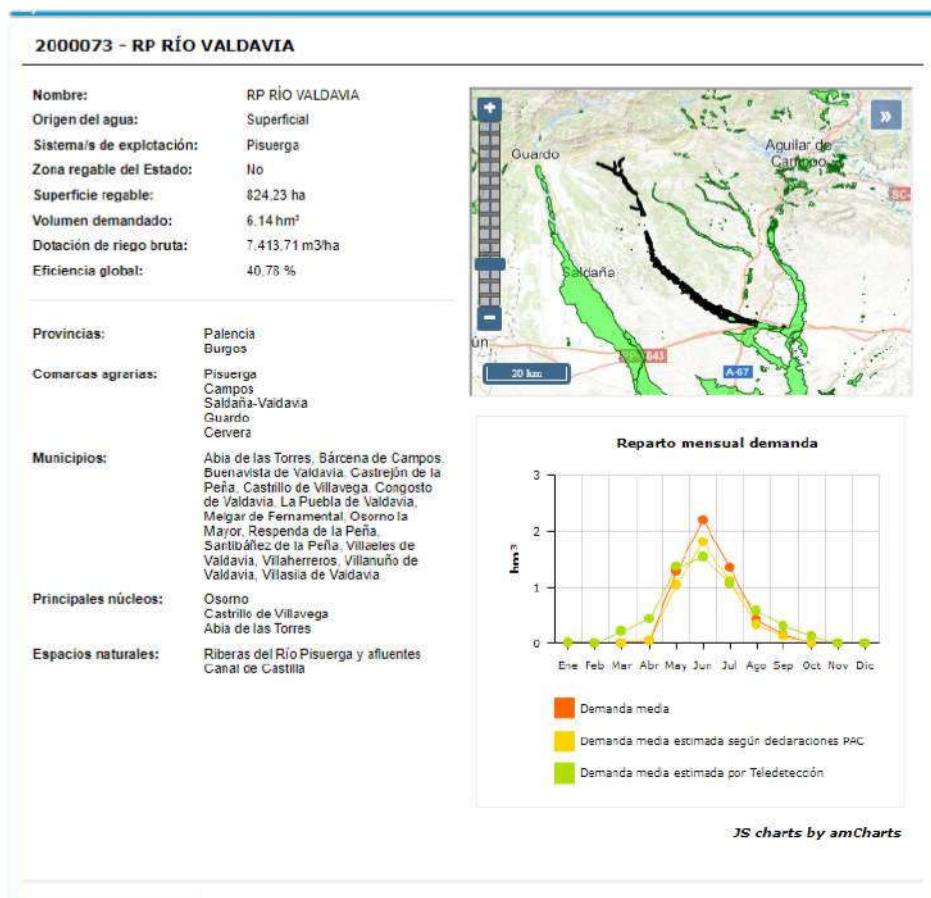 2000073 - RP RÍO VALDAVIA
Nombre: RP RÍO VALDAVIA
Origen del agua: Superficial
Sistema/s de explotación: Pisuerga
Zona regable del Estado: No
Superficie regable: 824,23 ha
Volumen demandado: 6,14 hm³
Dotación de riego bruta: 7.413,71 m3/ha
Eficiencia global: 40,78 %
Provincias: Palencia
Burgos
Comarcas agrarias: Pisuerga
Campos
Saldaña-Valdavia
Guardo
Cervera
Municipios: Abia de las Torres, Bárcena de Campos,
Buenavista de Valdavia, Castrejón de la
Peña, Castrillo de Villavega, Congosto
de Valdavia, La Puebla de Valdavia,
Melgar de Fernamental, Osorno la
Mayor, Respenda de la Peña,
Santibáñez de la Peña, Villaeles de
Valdavia, Villaherreros, Villanuño de
Valdavia, Villasila de Valdavia
Principales núcleos: Osorno
Castrillo de Villavega
Abia de las Torres
Espacios naturales: Riberas del Río Pisuerga y afluentes
Canal de Castilla
+
»
Guardo
Aguilar de
Campoo
Saldaña
−
20 km
A-67
Reparto mensual demanda
3
2
1
0
hm³
Ene Feb Mar Abr May Jun Jul Ago Sep Oct Nov Dic
Demanda media
Demanda media estimada según declaraciones PAC
Demanda media estimada por Teledetección
JS charts by amCharts